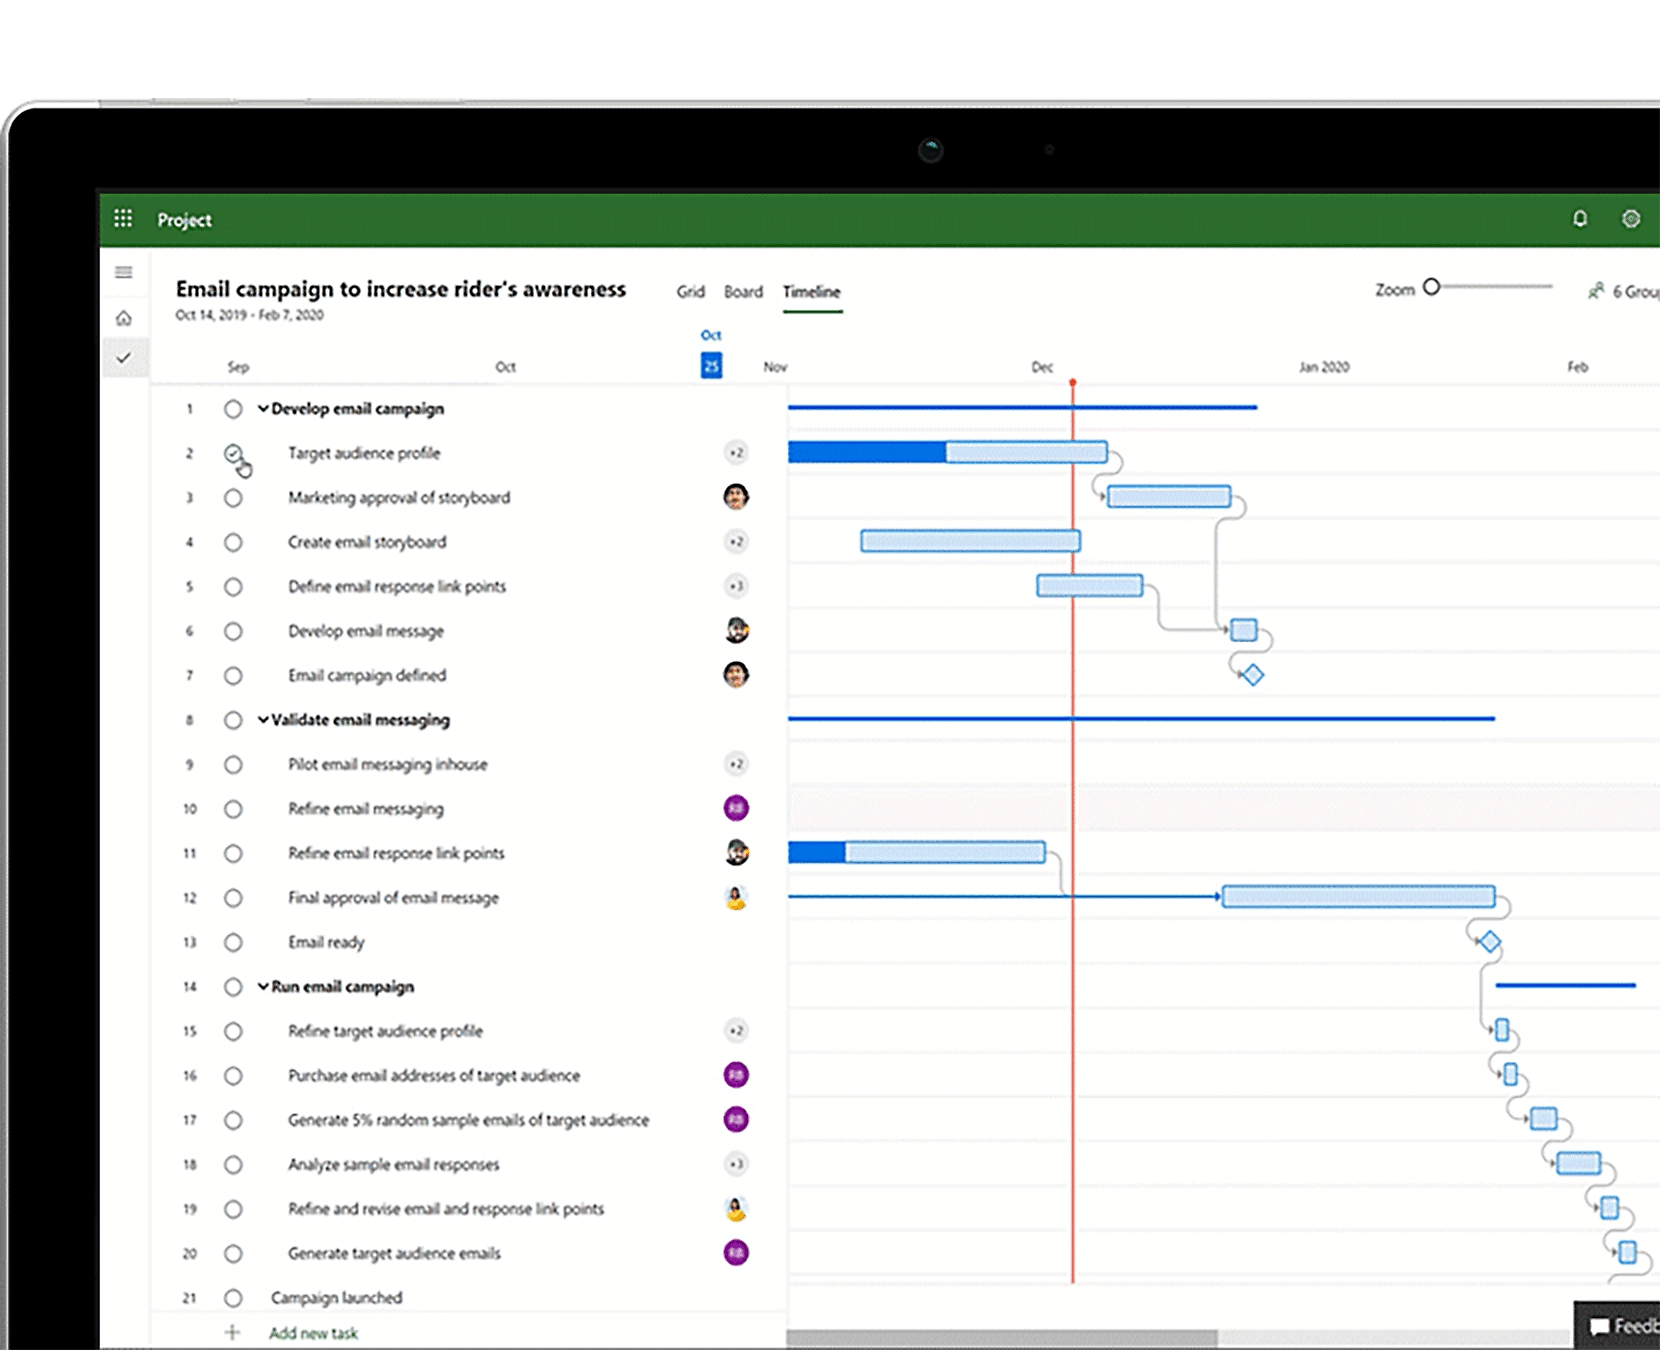 Project
Email campaign to increase rider's awareness
Grid Board Timeline
Zoom
6 Grou
Oct 14, 2019 - Feb 7, 2020
Oct
Sep Oct 25 Nov Dec Jan 2020 Feb
1 Develop email campaign
2 Target audience profile +2
3 Marketing approval of storyboard
4 Create email storyboard +2
5 Define email response link points +3
6 Develop email message
7 Email campaign defined
8 Validate email messaging
9 Pilot email messaging inhouse +2
10 Refine email messaging RB
11 Refine email response link points
12 Final approval of email message
13 Email ready
14 Run email campaign
15 Refine target audience profile +2
16 Purchase email addresses of target audience RB
17 Generate 5% random sample emails of target audience RB
18 Analyze sample email responses +3
19 Refine and revise email and response link points
20 Generate target audience emails RB
21 Campaign launched
Add new task
Feedb